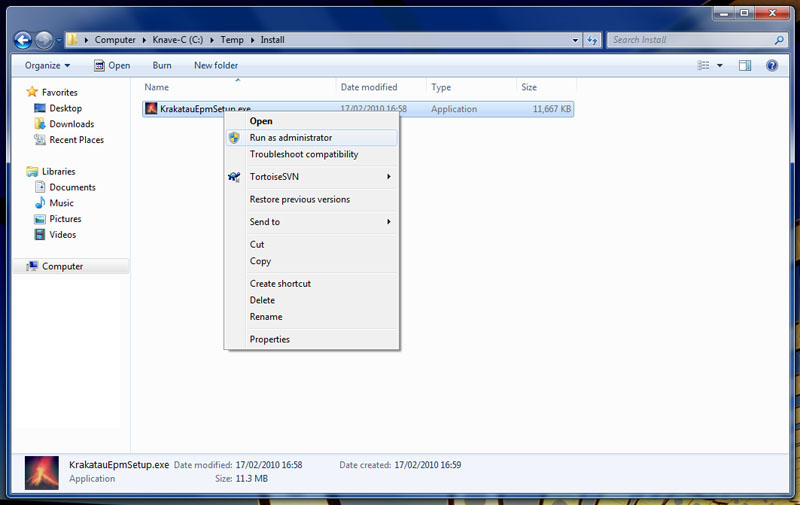 Computer Knave-C (C:) Temp Install
Search Install
Organize Open Burn New folder
Name Date modified Type Size
KrakatauEpmSetup.exe 17/02/2010 16:58 Application 11,667 KB
Favorites
Desktop
Downloads
Recent Places
Libraries
Documents
Music
Pictures
Videos
Computer
Open
Run as administrator
Troubleshoot compatibility
TortoiseSVN
Restore previous versions
Send to
Cut
Copy
Create shortcut
Delete
Rename
Properties
KrakatauEpmSetup.exe Date modified: 17/02/2010 16:58 Date created: 17/02/2010 16:59
Application Size: 11.3 MB